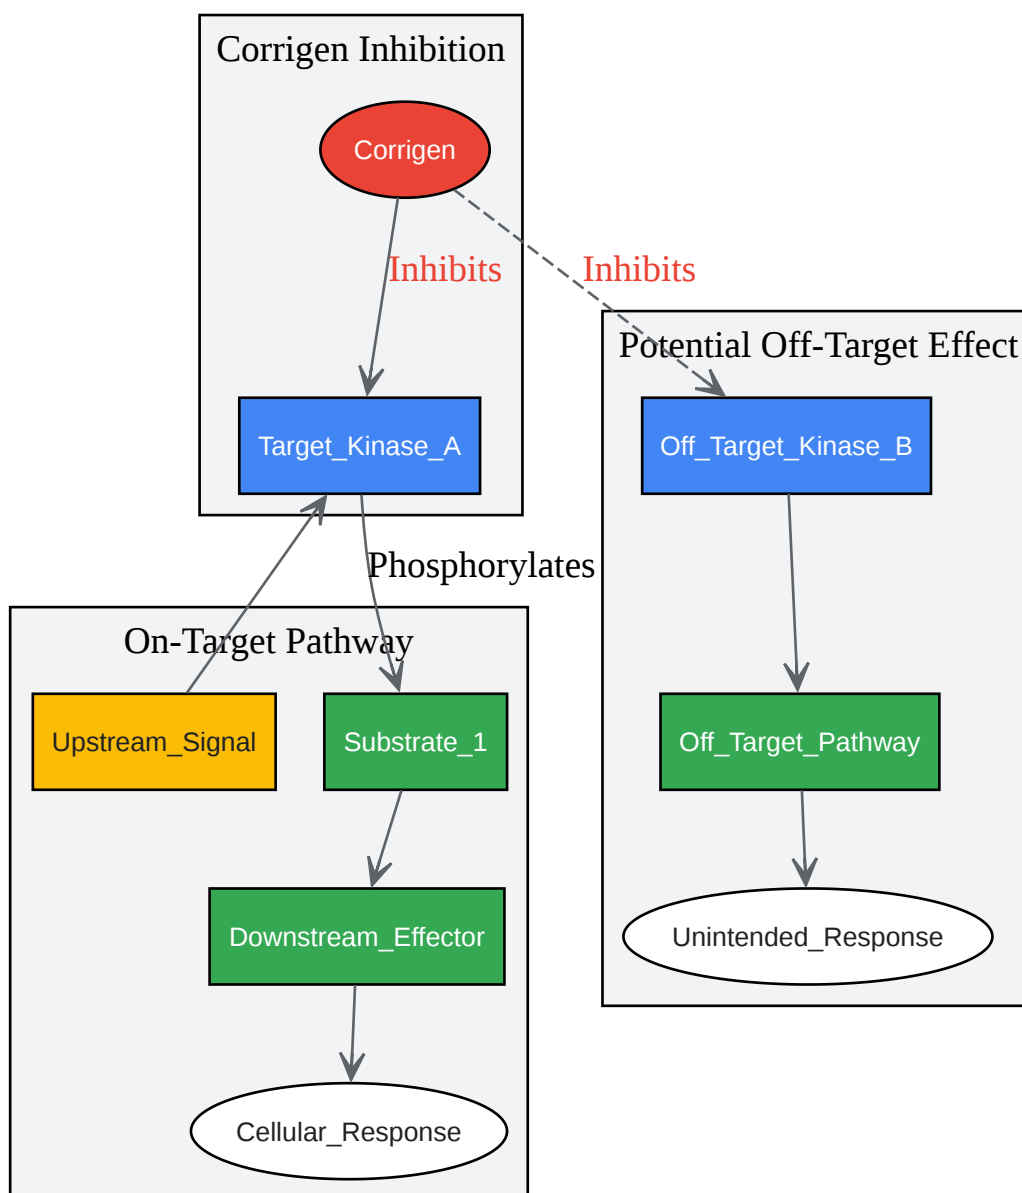 Corrigen Inhibition
Corrigen
Inhibits
Inhibits
Potential Off-Target Effect
Target_Kinase_A
Off_Target_Kinase_B
Phosphorylates
On-Target Pathway
Upstream_Signal
Substrate_1
Off_Target_Pathway
Downstream_Effector
Unintended_Response
Cellular_Response